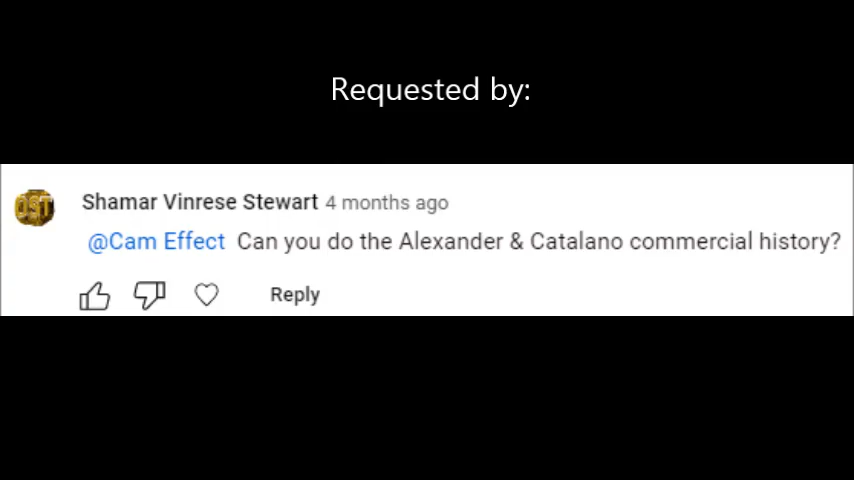 Requested by:
Shamar Vinrese Stewart 4 months ago
@Cam Effect Can you do the Alexander & Catalano commercial history?
Reply